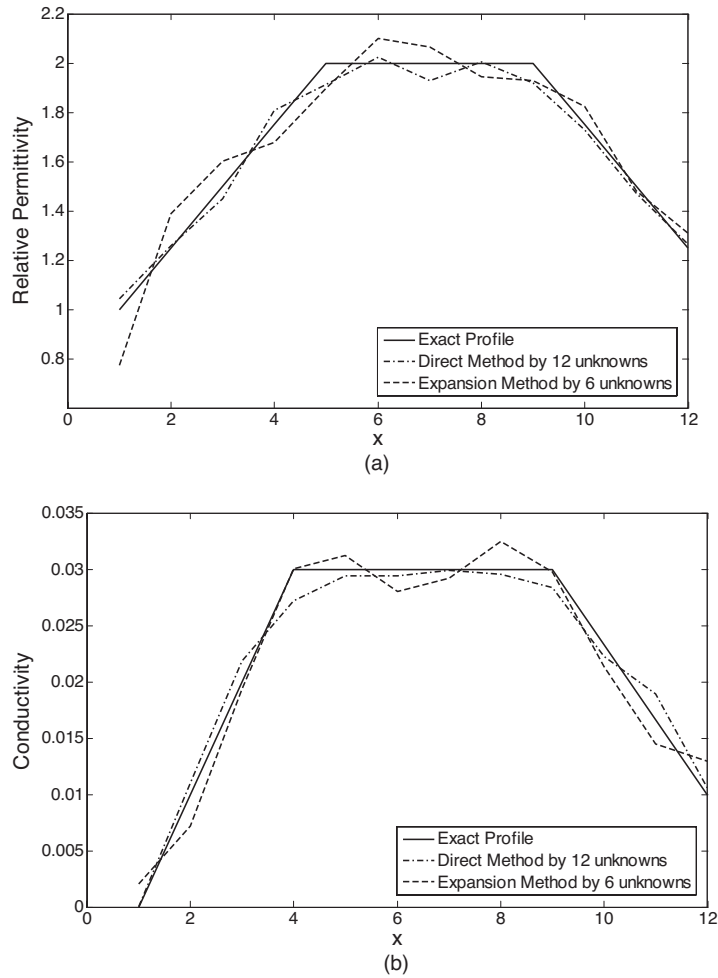 2.2
2
1.8
1.6
1.4
1.2
1
0.8
Relative Permittivity
Exact Profile
Direct Method by 12 unknowns
Expansion Method by 6 unknowns
0 2 4 6 8 10 12
x
(a)
0.035
0.03
0.025
0.02
0.015
0.01
0.005
0
Conductivity
Exact Profile
Direct Method by 12 unknowns
Expansion Method by 6 unknowns
0 2 4 6 8 10 12
x
(b)